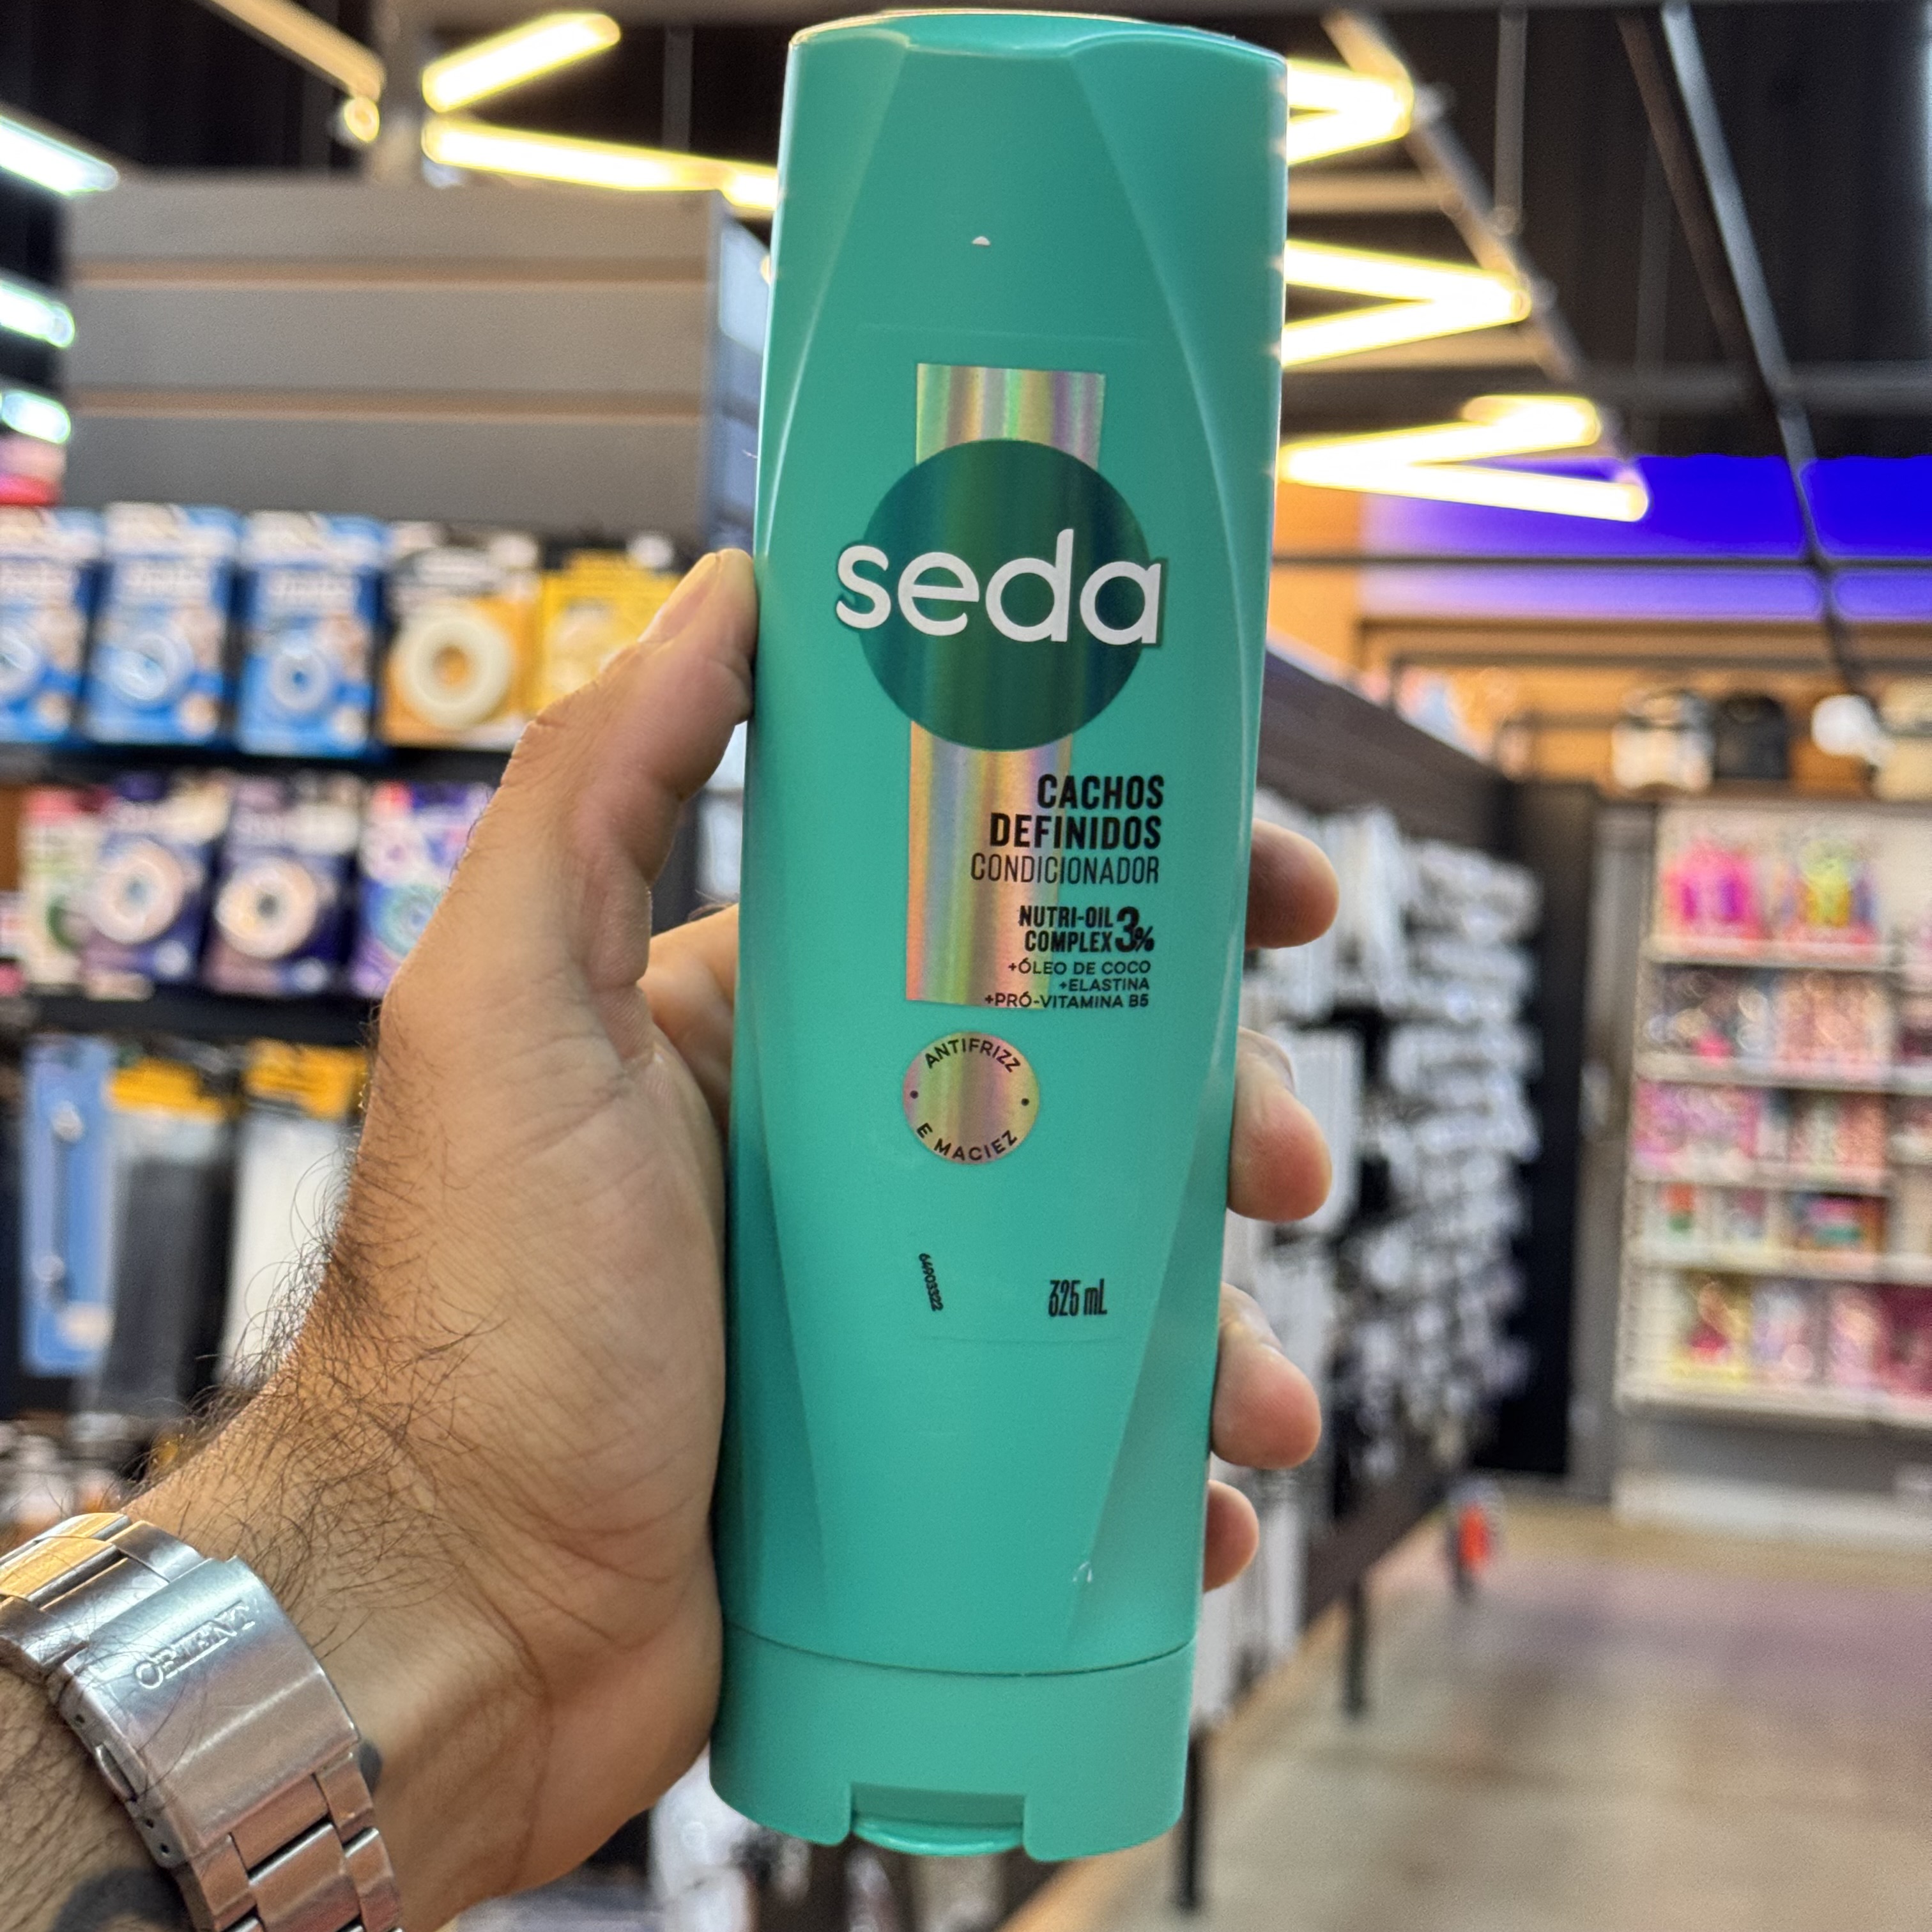 seda
CACHOS
DEFINIDOS
CONDICIONADOR
NUTRI-OIL
COMPLEX 3%
+ÓLEO DE COCO
+ELASTINA
+PRÓ-VITAMINA B5
ANTIFRIZZ
E MACIEZ
64903322
325 mL
ORIENT